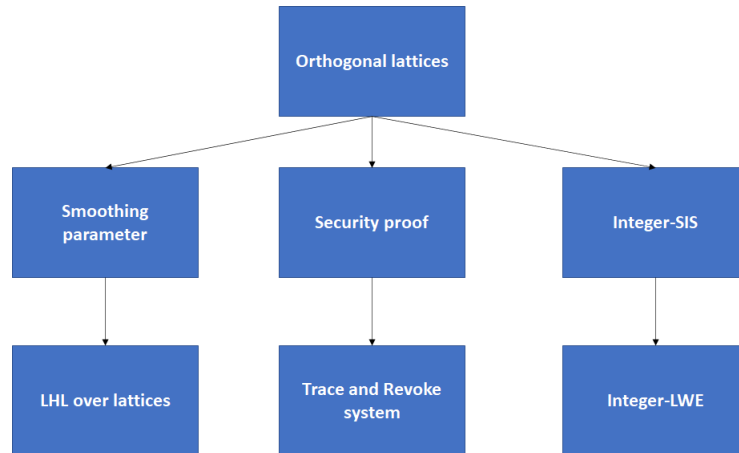 Orthogonal lattices
Smoothing
parameter
Security proof
Integer-SIS
LHL over lattices
Trace and Revoke
system
Integer-LWE